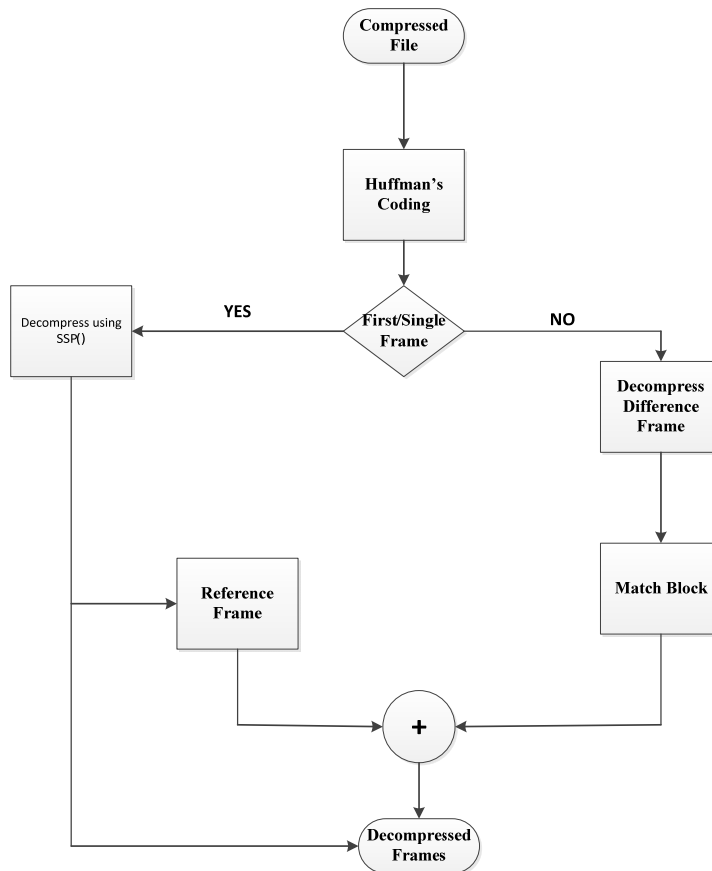 Compressed
File
Huffman's
Coding
First/Single
Frame
YES
NO
Decompress using
SSP()
Decompress
Difference
Frame
Reference
Frame
Match Block
+
Decompressed
Frames